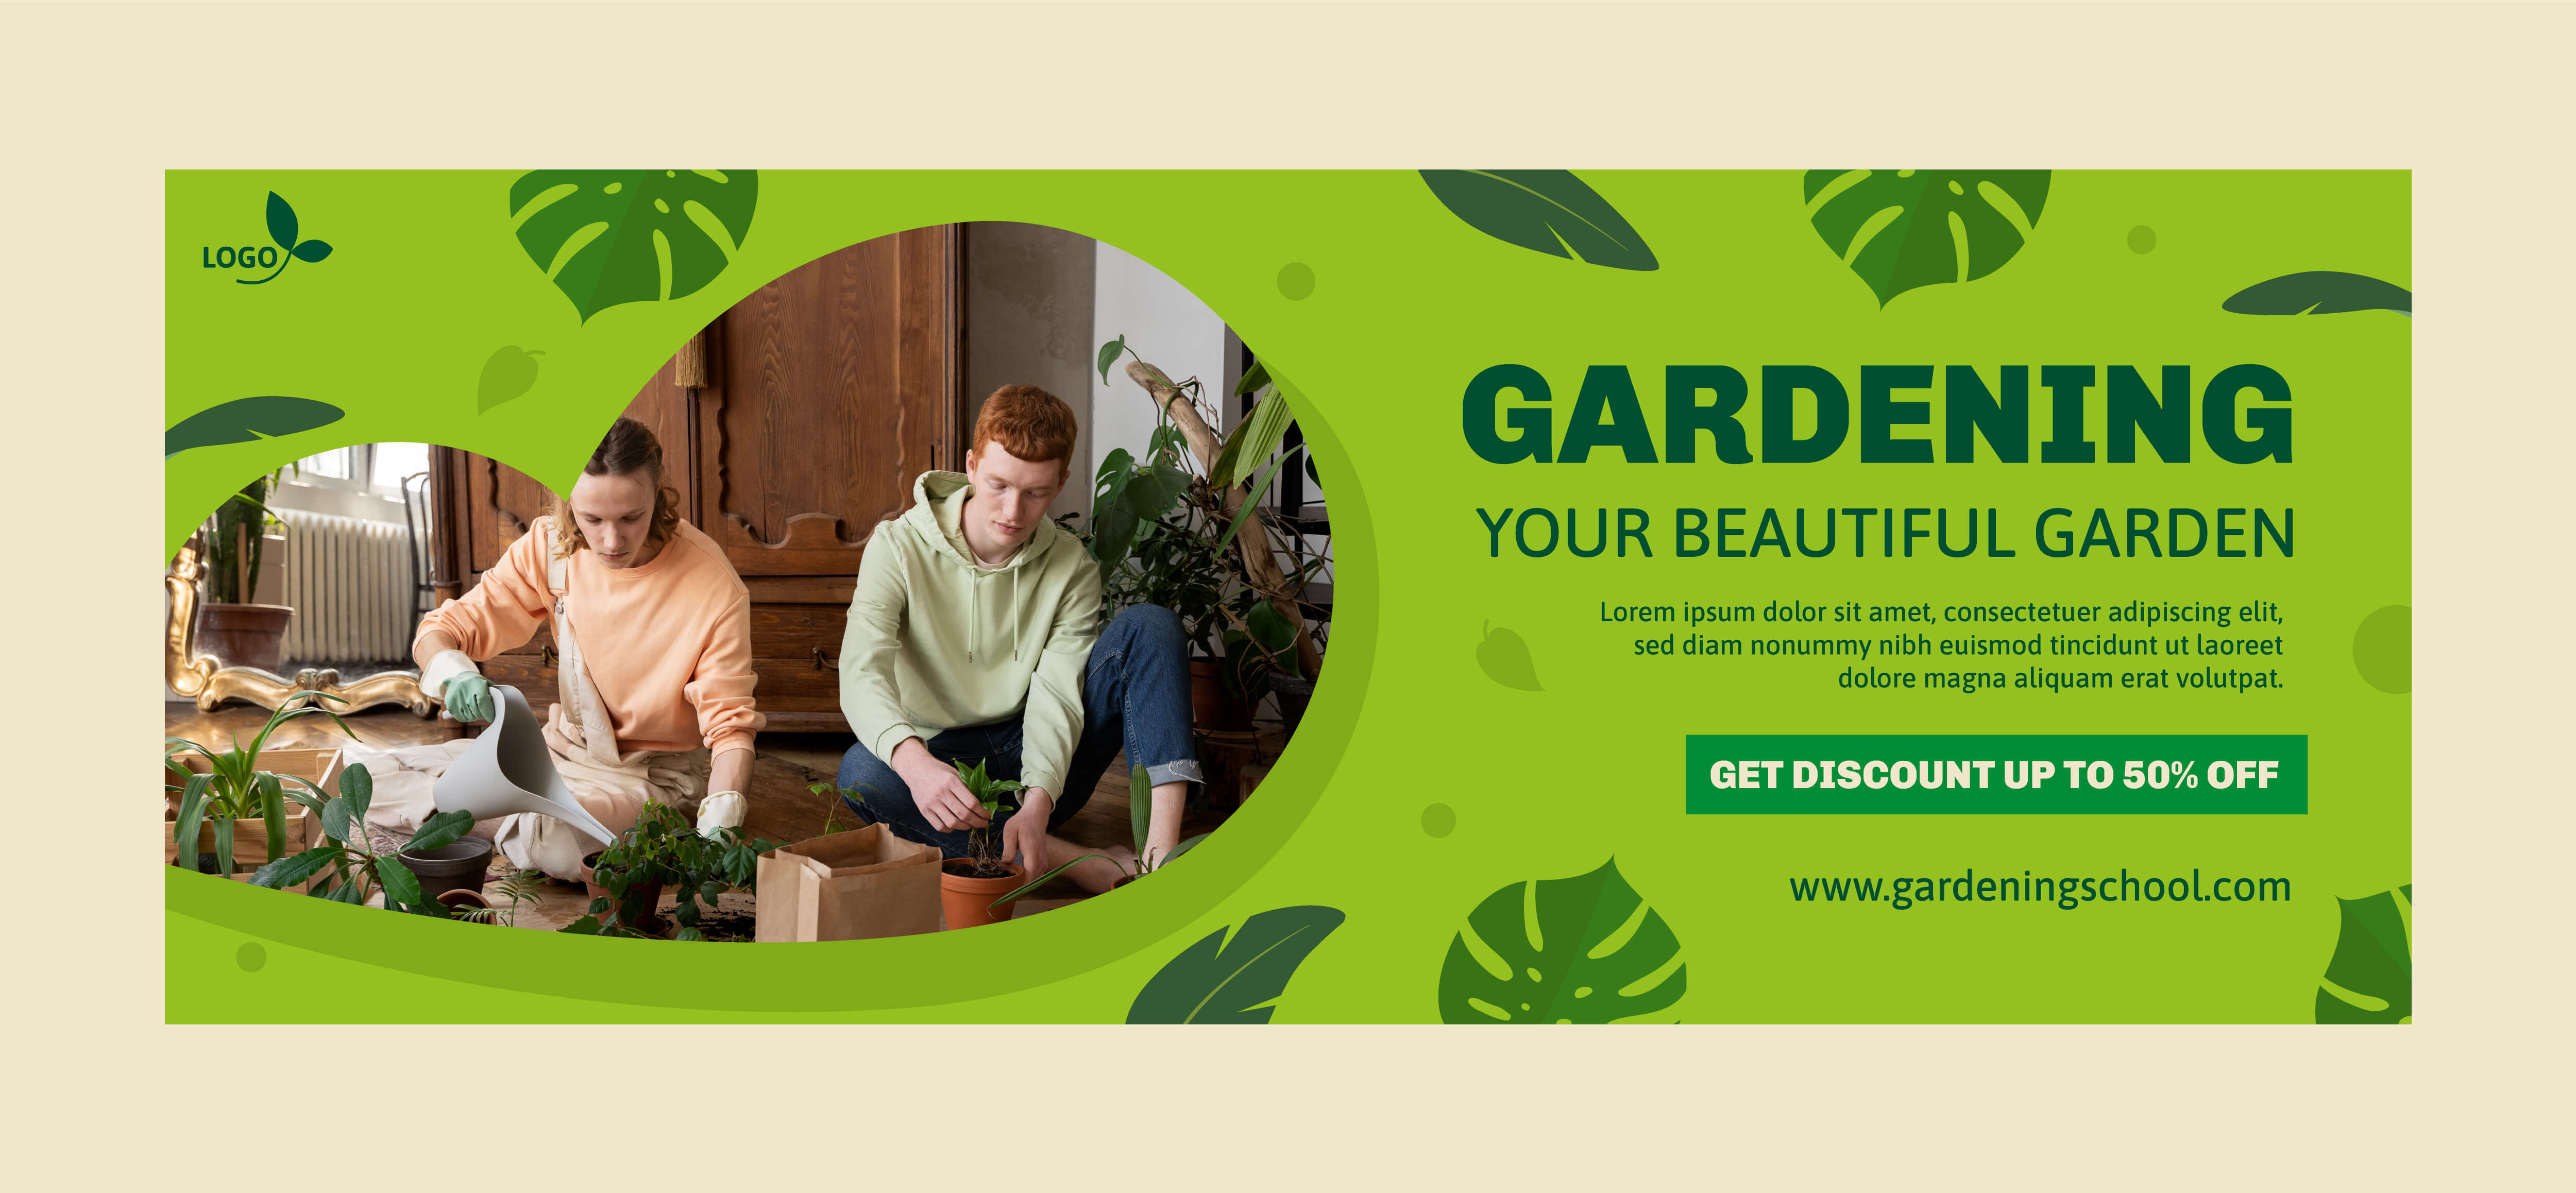 LOGO
GARDENING
YOUR BEAUTIFUL GARDEN
Lorem ipsum dolor sit amet, consectetuer adipiscing elit,
sed diam nonummy nibh euismod tincidunt ut laoreet
dolore magna aliquam erat volutpat.
GET DISCOUNT UP TO 50% OFF
www.gardeningschool.com